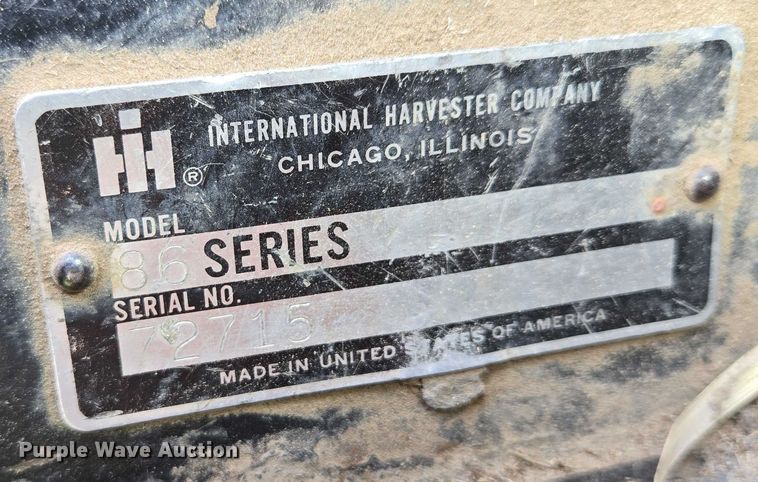 IH ®
INTERNATIONAL HARVESTER COMPANY
CHICAGO, ILLINOIS
MODEL
86 SERIES
SERIAL NO.
72715
MADE IN UNITED STATES OF AMERICA
Purple Wave Auction